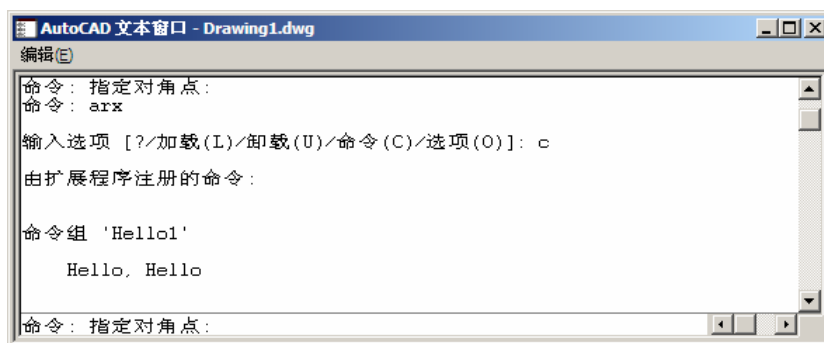 AutoCAD 文本窗口 - Drawing1.dwg
编辑(E)
命令: 指定对角点:
命令: arx
输入选项 [?/加载(L)/卸载(U)/命令(C)/选项(O)]: c
由扩展程序注册的命令:
命令组 'Hello1'
Hello, Hello
命令: 指定对角点: